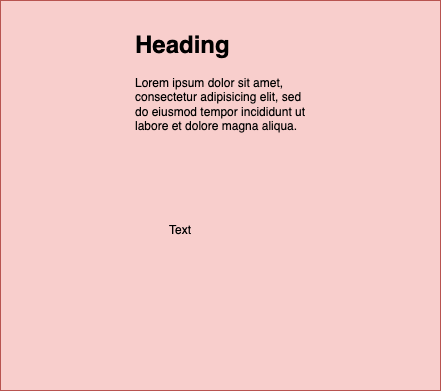 Heading
Lorem ipsum dolor sit amet,
consectetur adipisicing elit, sed
do eiusmod tempor incididunt ut
labore et dolore magna aliqua.
Text